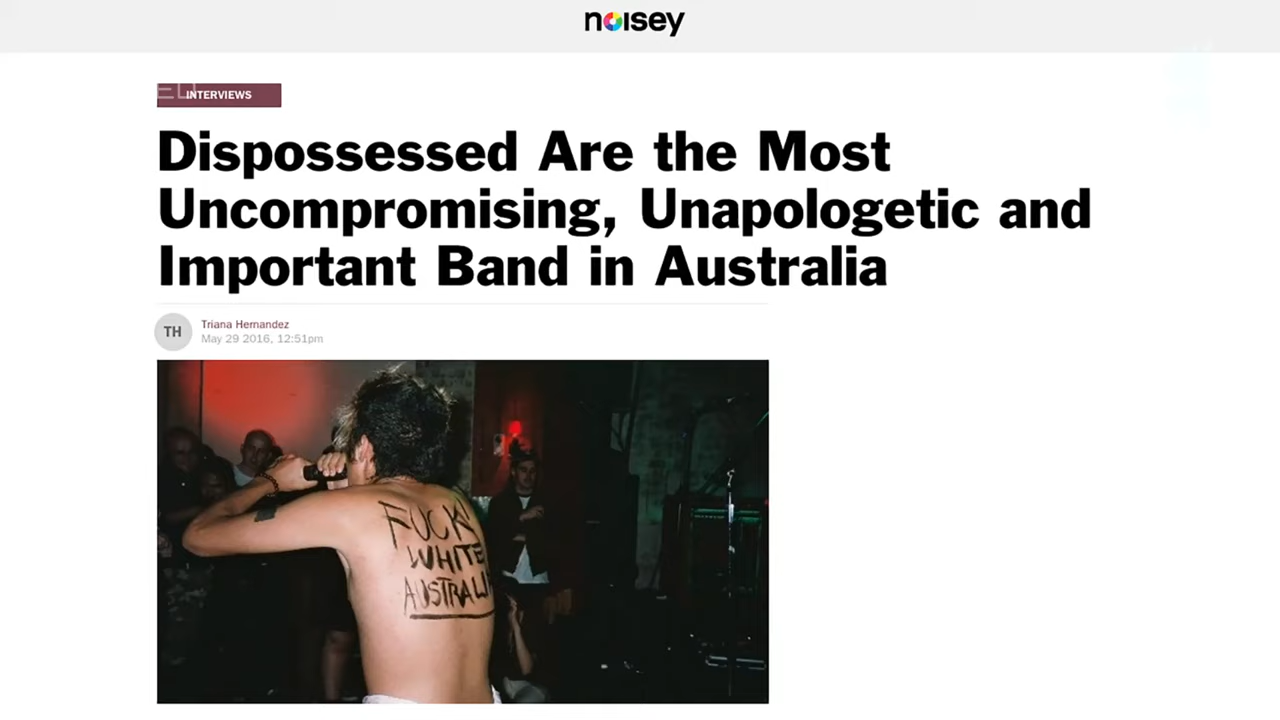 noisey
INTERVIEWS
Dispossessed Are the Most
Uncompromising, Unapologetic and
Important Band in Australia
TH
Triana Hernandez
May 29 2016, 12:51pm
FUCK
WHITE
AUSTRALI